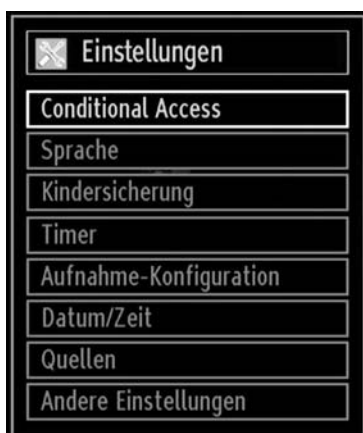 Einstellungen
Conditional Access
Sprache
Kindersicherung
Timer
Aufnahme-Konfiguration
Datum/Zeit
Quellen
Andere Einstellungen